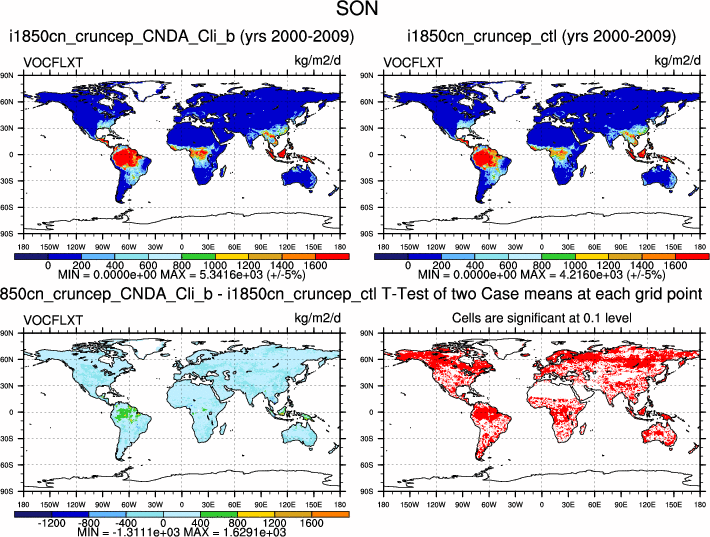 SON
i1850cn_cruncep_CNDA_Cli_b (yrs 2000-2009)
VOCFLXT kg/m2/d
90N
60N
30N
0
30S
60S
90S
180 150W 120W 90W 60W 30W 0 30E 60E 90E 120E 150E 180
0 200 400 600 800 1000 1200 1400 1600
MIN = 0.0000e+00 MAX = 5.3416e+03 (+/-5%)
i1850cn_cruncep_ctl (yrs 2000-2009)
VOCFLXT kg/m2/d
90N
60N
30N
0
30S
60S
90S
180 150W 120W 90W 60W 30W 0 30E 60E 90E 120E 150E 180
0 200 400 600 800 1000 1200 1400 1600
MIN = 0.0000e+00 MAX = 4.2160e+03 (+/-5%)
850cn_cruncep_CNDA_Cli_b - i1850cn_cruncep_ctl
VOCFLXT kg/m2/d
90N
60N
30N
0
30S
60S
90S
180 150W 120W 90W 60W 30W 0 30E 60E 90E 120E 150E 180
-1200 -800 -400 0 400 800 1200 1600
MIN = -1.3111e+03 MAX = 1.6291e+03
T-Test of two Case means at each grid point
Cells are significant at 0.1 level
90N
60N
30N
0
30S
60S
90S
180 150W 120W 90W 60W 30W 0 30E 60E 90E 120E 150E 180